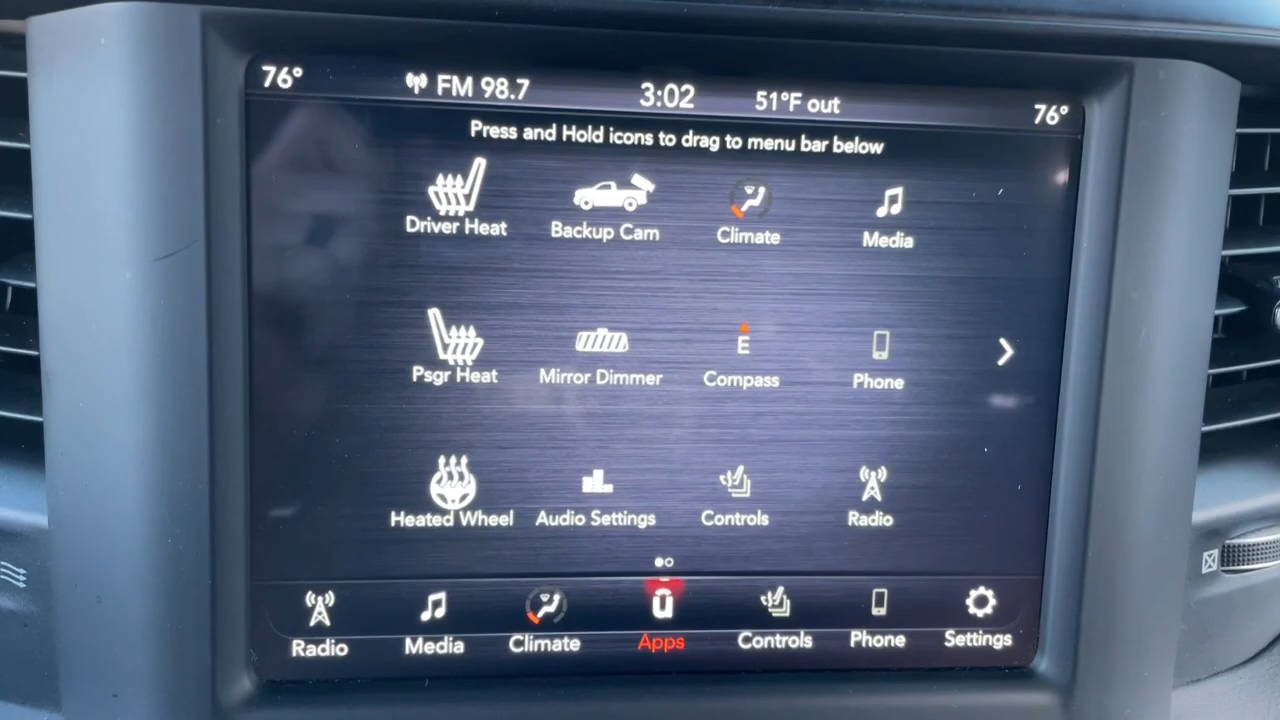 76°
FM 98.7
3:02
51°F out
76°
Press and Hold icons to drag to menu bar below
Driver Heat
Backup Cam
Climate
Media
Psgr Heat
Mirror Dimmer
E
Compass
Phone
Heated Wheel
Audio Settings
Controls
Radio
Radio
Media
Climate
Apps
Controls
Phone
Settings